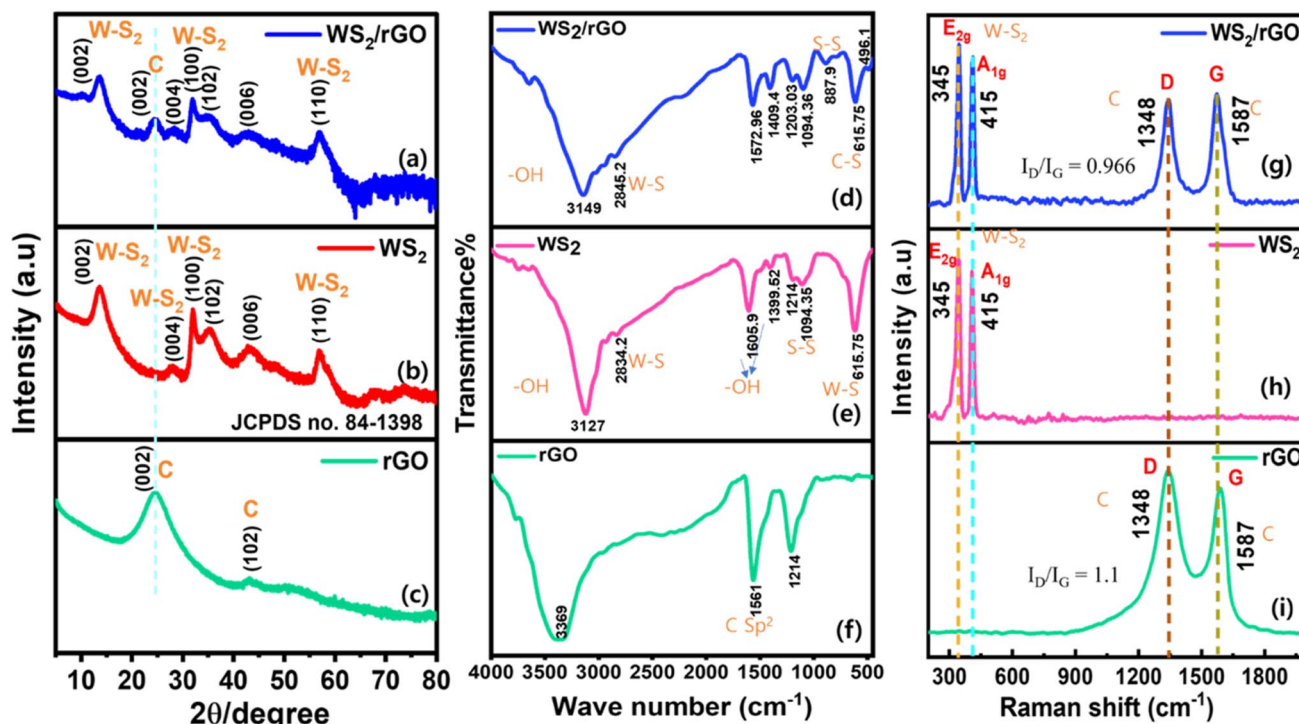 WS2/rGO
W-S2
W-S2
W-S2
C
(002)
(002)
(004)
(100)
(102)
(006)
(110)
(a)
WS2
W-S2
W-S2
W-S2
W-S2
(002)
(004)
(100)
(102)
(006)
(110)
(b)
JCPDS no. 84-1398
rGO
(002)
C
C
(102)
(c)
Intensity (a.u)
10 20 30 40 50 60 70 80
2θ/degree
WS2/rGO
S-S
496.1
887.9
1572.96
1409.4
1203.03
1094.36
615.75
C-S
-OH
W-S
2845.2
3149
(d)
WS2
1399.52
1214
1094.35
1605.9
S-S
615.75
2834.2
W-S
-OH
-OH
W-S
3127
(e)
rGO
3369
1561
1214
C Sp2
(f)
Transmittance%
4000 3500 3000 2500 2000 1500 1000 500
Wave number (cm-1)
E2g
W-S2
WS2/rGO
345
A1g
415
D
G
C
1348
1587
C
ID/IG = 0.966
(g)
W-S2
WS2
E2g
A1g
345
415
(h)
rGO
D
G
C
1348
1587
C
ID/IG = 1.1
(i)
Intensity (a.u)
300 600 900 1200 1500 1800
Raman shift (cm-1)